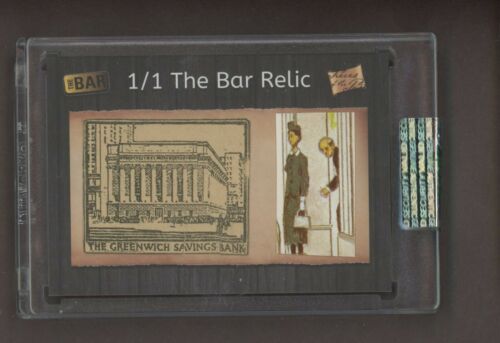 THE BAR
1/1 The Bar Relic
THE GREENWICH SAVINGS BANK